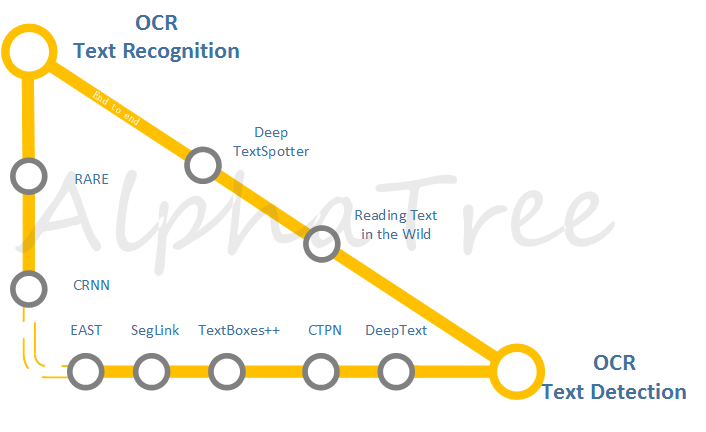 OCR
Text Recognition
End to end
Deep
TextSpotter
RARE
Reading Text
in the Wild
AlphaTree
CRNN
EAST SegLink TextBoxes++ CTPN DeepText
OCR
Text Detection